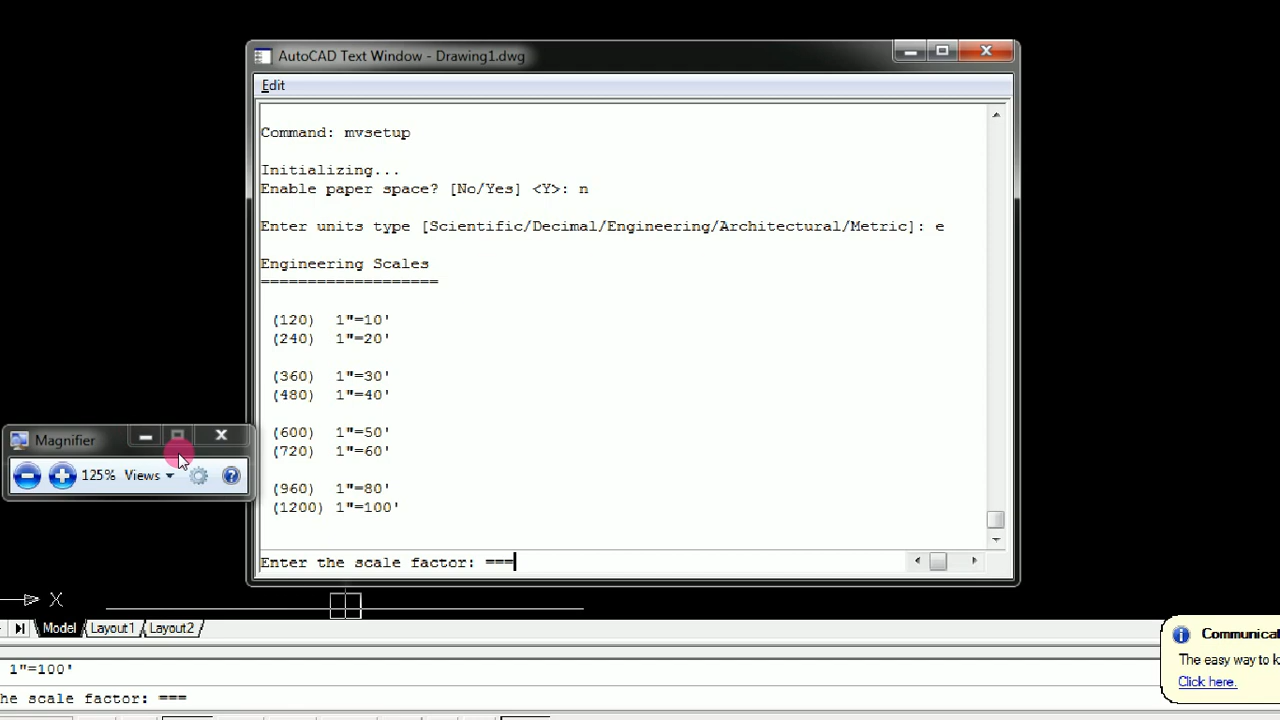 AutoCAD Text Window - Drawing1.dwg
Edit
Command: mvsetup
Initializing...
Enable paper space? [No/Yes] <Y>: n
Enter units type [Scientific/Decimal/Engineering/Architectural/Metric]: e
Engineering Scales
===================
(120) 1"=10'
(240) 1"=20'
(360) 1"=30'
(480) 1"=40'
(600) 1"=50'
(720) 1"=60'
(960) 1"=80'
(1200) 1"=100'
Enter the scale factor: ===
Magnifier
125% Views
X
Model Layout1 Layout2
1"=100'
he scale factor: ===
Communica
The easy way to k
Click here.